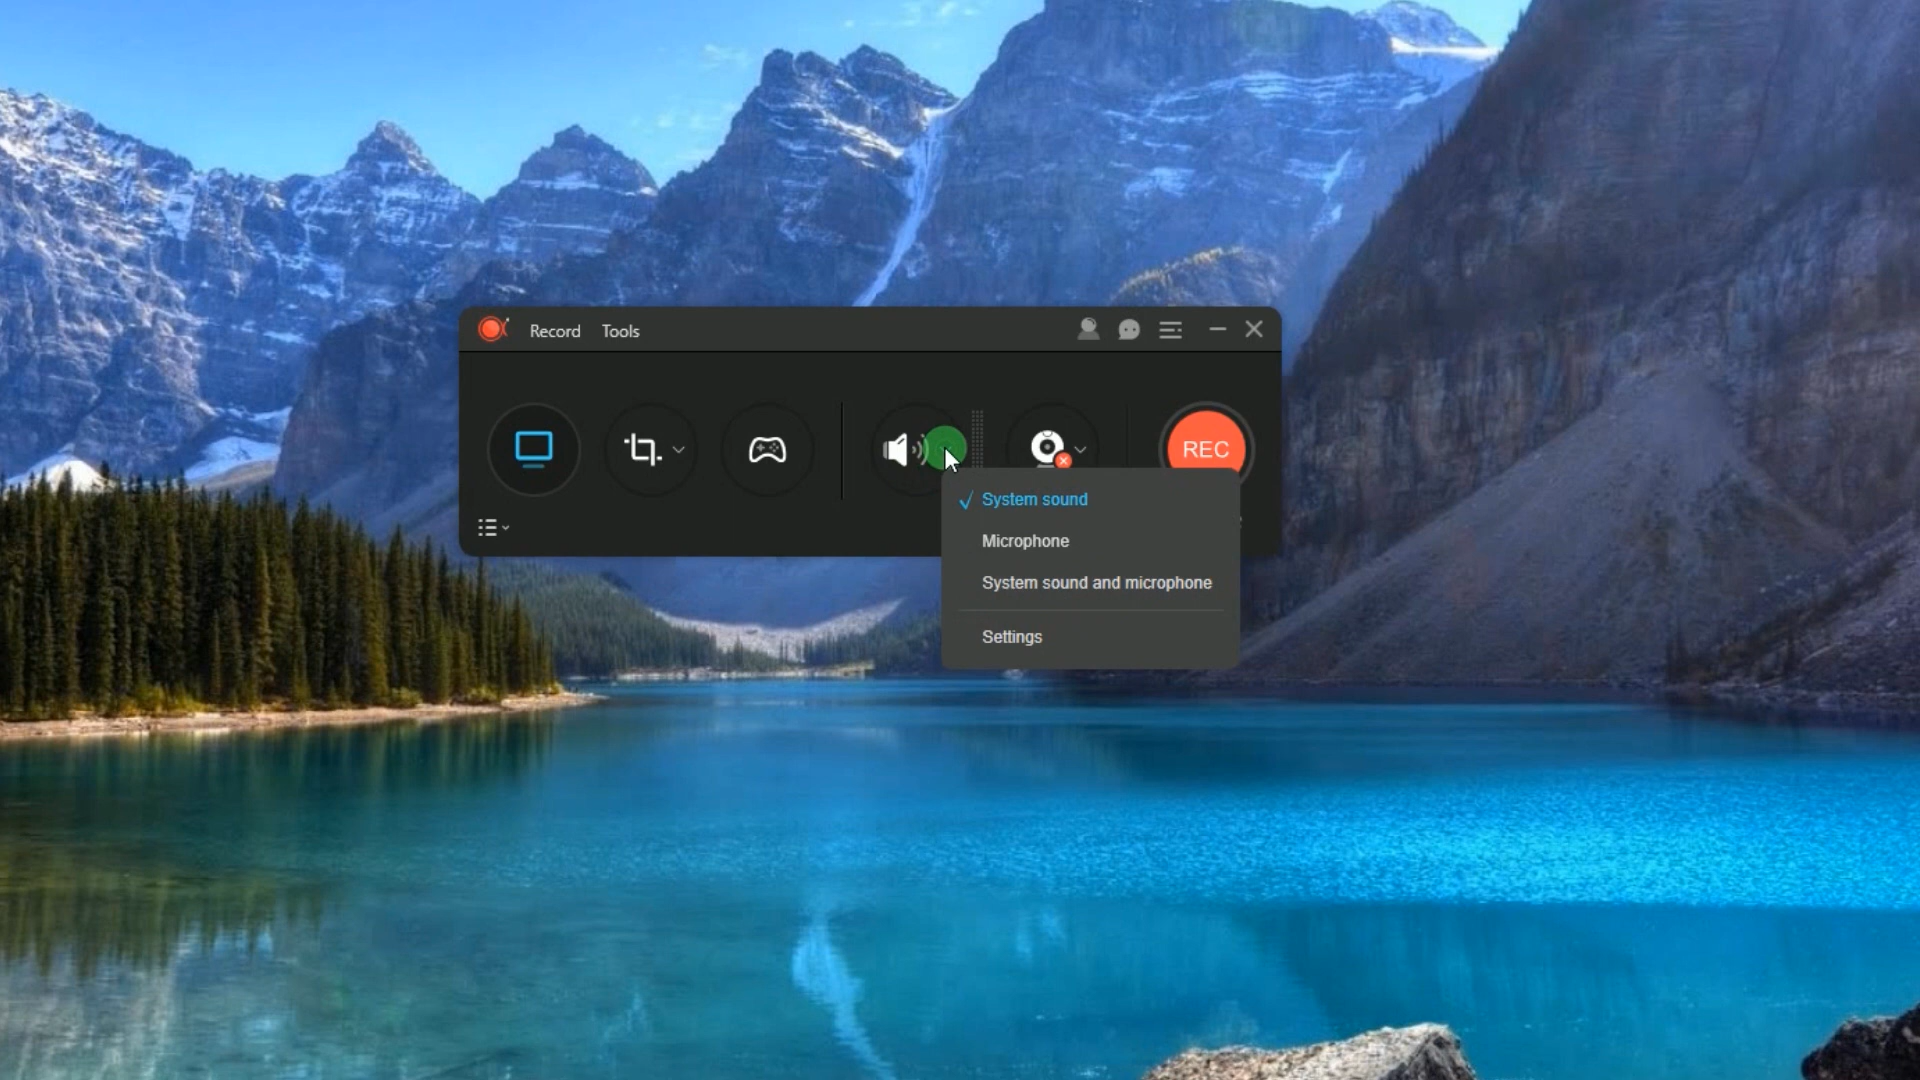 Record Tools
REC
System sound
Microphone
System sound and microphone
Settings